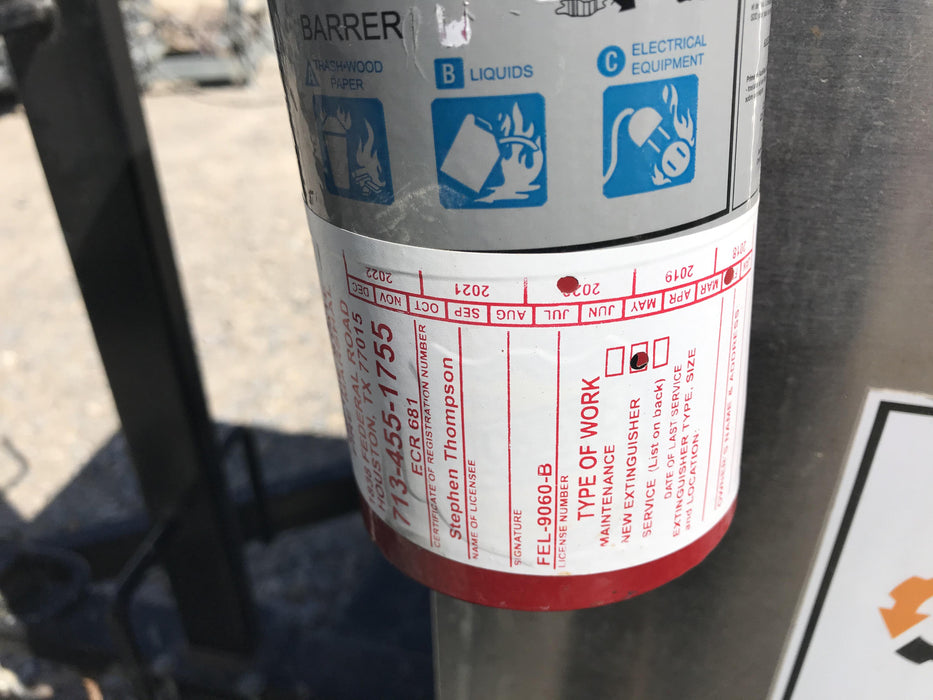 BARRER
A TRASH•WOOD
PAPER
B LIQUIDS
C ELECTRICAL
EQUIPMENT
2018
2019
2021
2022
MAR
APR
MAY
JUN
JUL
AUG
SEP
OCT
NOV
DEC
FEDERAL ROAD
HOUSTON, TX 77015
713-455-1755
ECR 681
CERTIFICATE OF REGISTRATION NUMBER
Stephen Thompson
NAME OF LICENSEE
SIGNATURE
FEL-9060-B
LICENSE NUMBER
TYPE OF WORK
MAINTENANCE
NEW EXTINGUISHER
SERVICE (List on back)
DATE OF LAST SERVICE
EXTINGUISHER TYPE, SIZE
and LOCATION:
OWNER'S NAME & ADDRESS